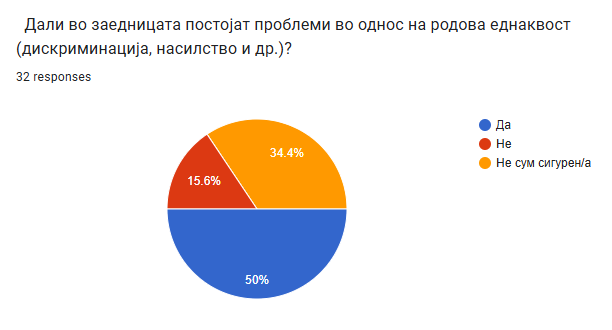 Дали во заедницата постојат проблеми во однос на родова еднаквост
(дискриминација, насилство и др.)?
32 responses
Да
Не
Не сум сигурен/а
34.4%
15.6%
50%